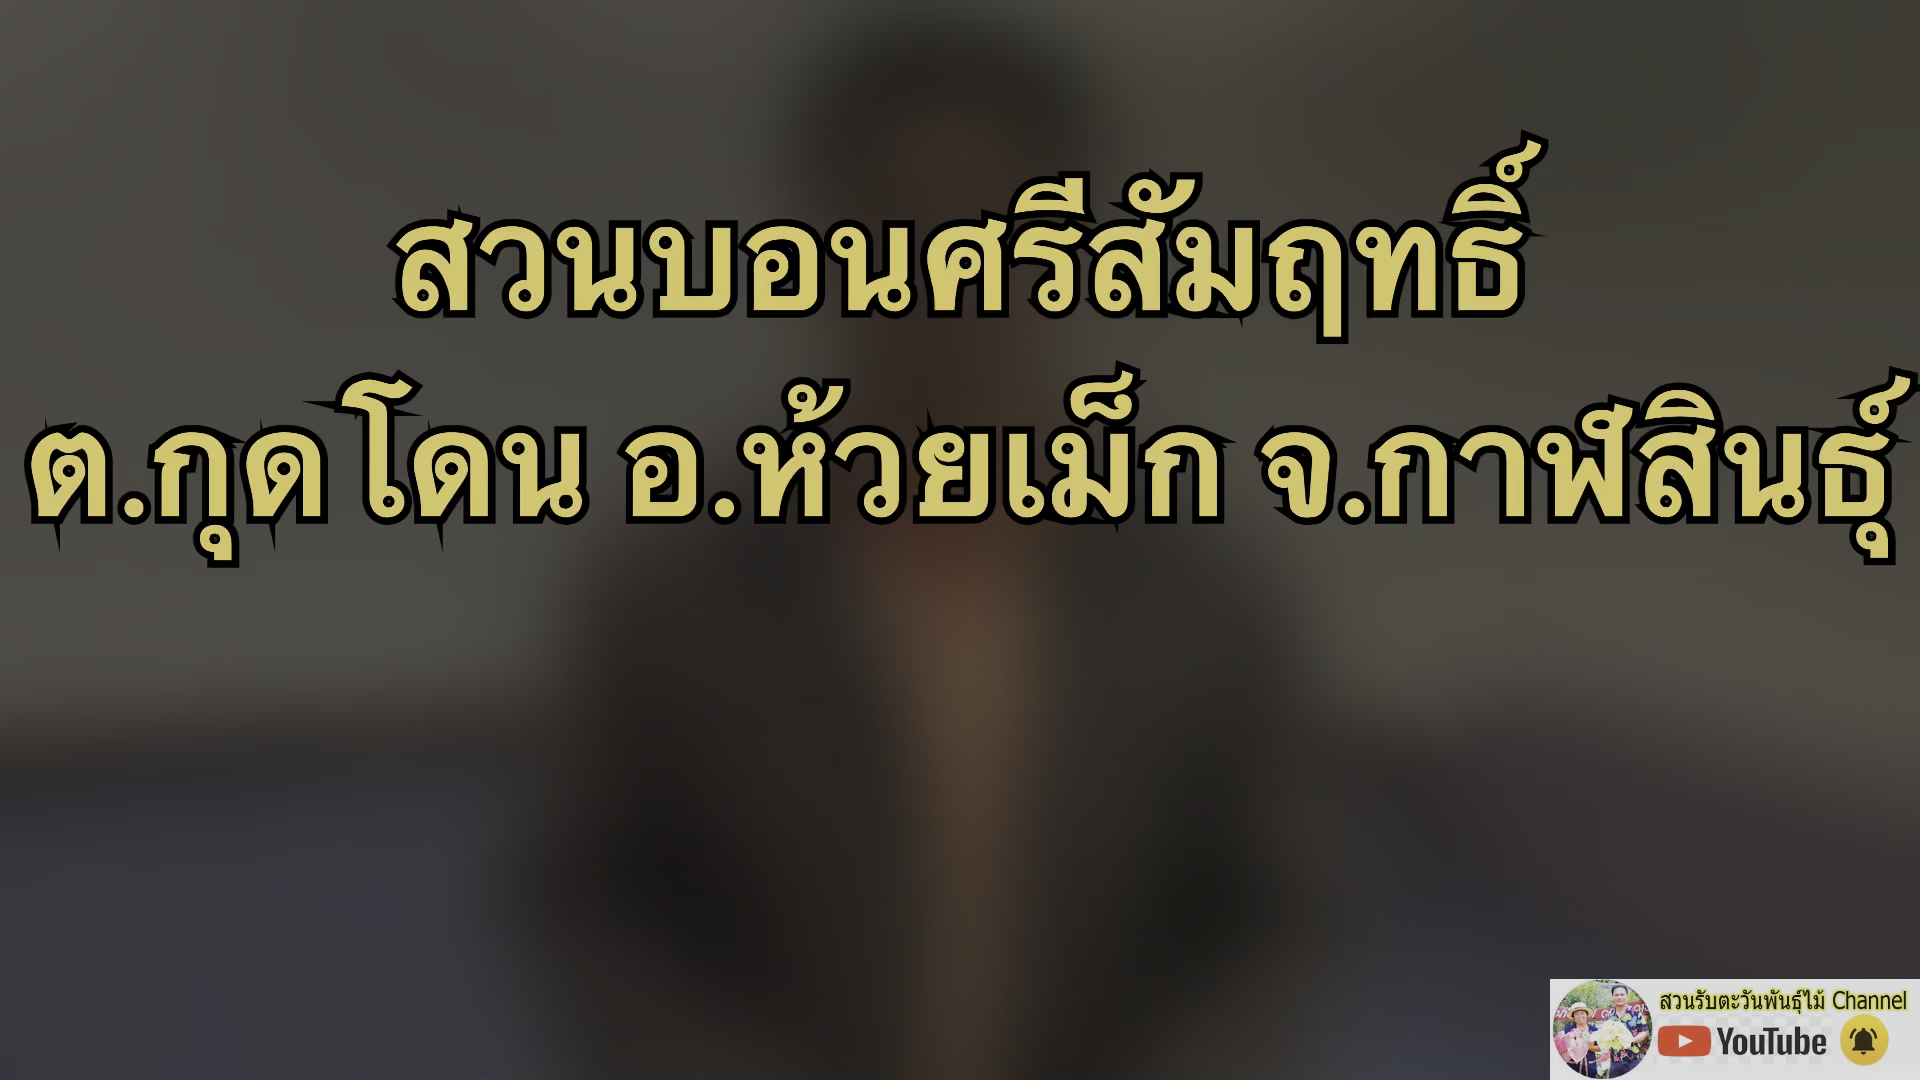 สวนบอนศรีสัมฤทธิ์
ต.กุดโดน อ.ห้วยเม็ก จ.กาฬสินธุ์
สวนรับตะวันพันธุ์ไม้ Channel
YouTube